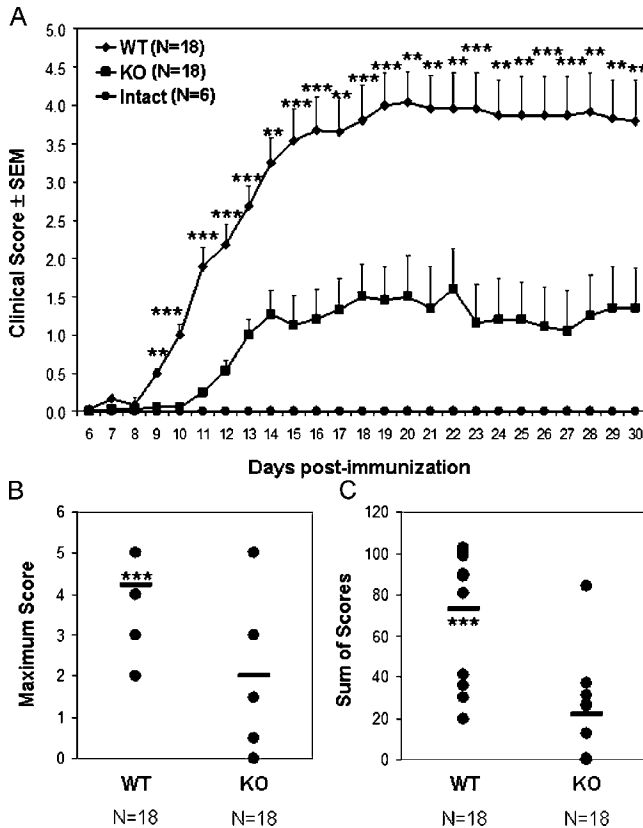 A
WT (N=18)
KO (N=18)
Intact (N=6)
** *** *** *** *** ** *** *** ** *** *** ** ** ** *** ** ** *** *** ** ** **
Clinical Score ± SEM
5.0
4.5
4.0
3.5
3.0
2.5
2.0
1.5
1.0
0.5
0.0
6 7 8 9 10 11 12 13 14 15 16 17 18 19 20 21 22 23 24 25 26 27 28 29 30
Days post-immunization
B
Maximum Score
6
5
4
3
2
1
0
***
WT KO
N=18 N=18
C
Sum of Scores
120
100
80
60
40
20
0
***
WT KO
N=18 N=18